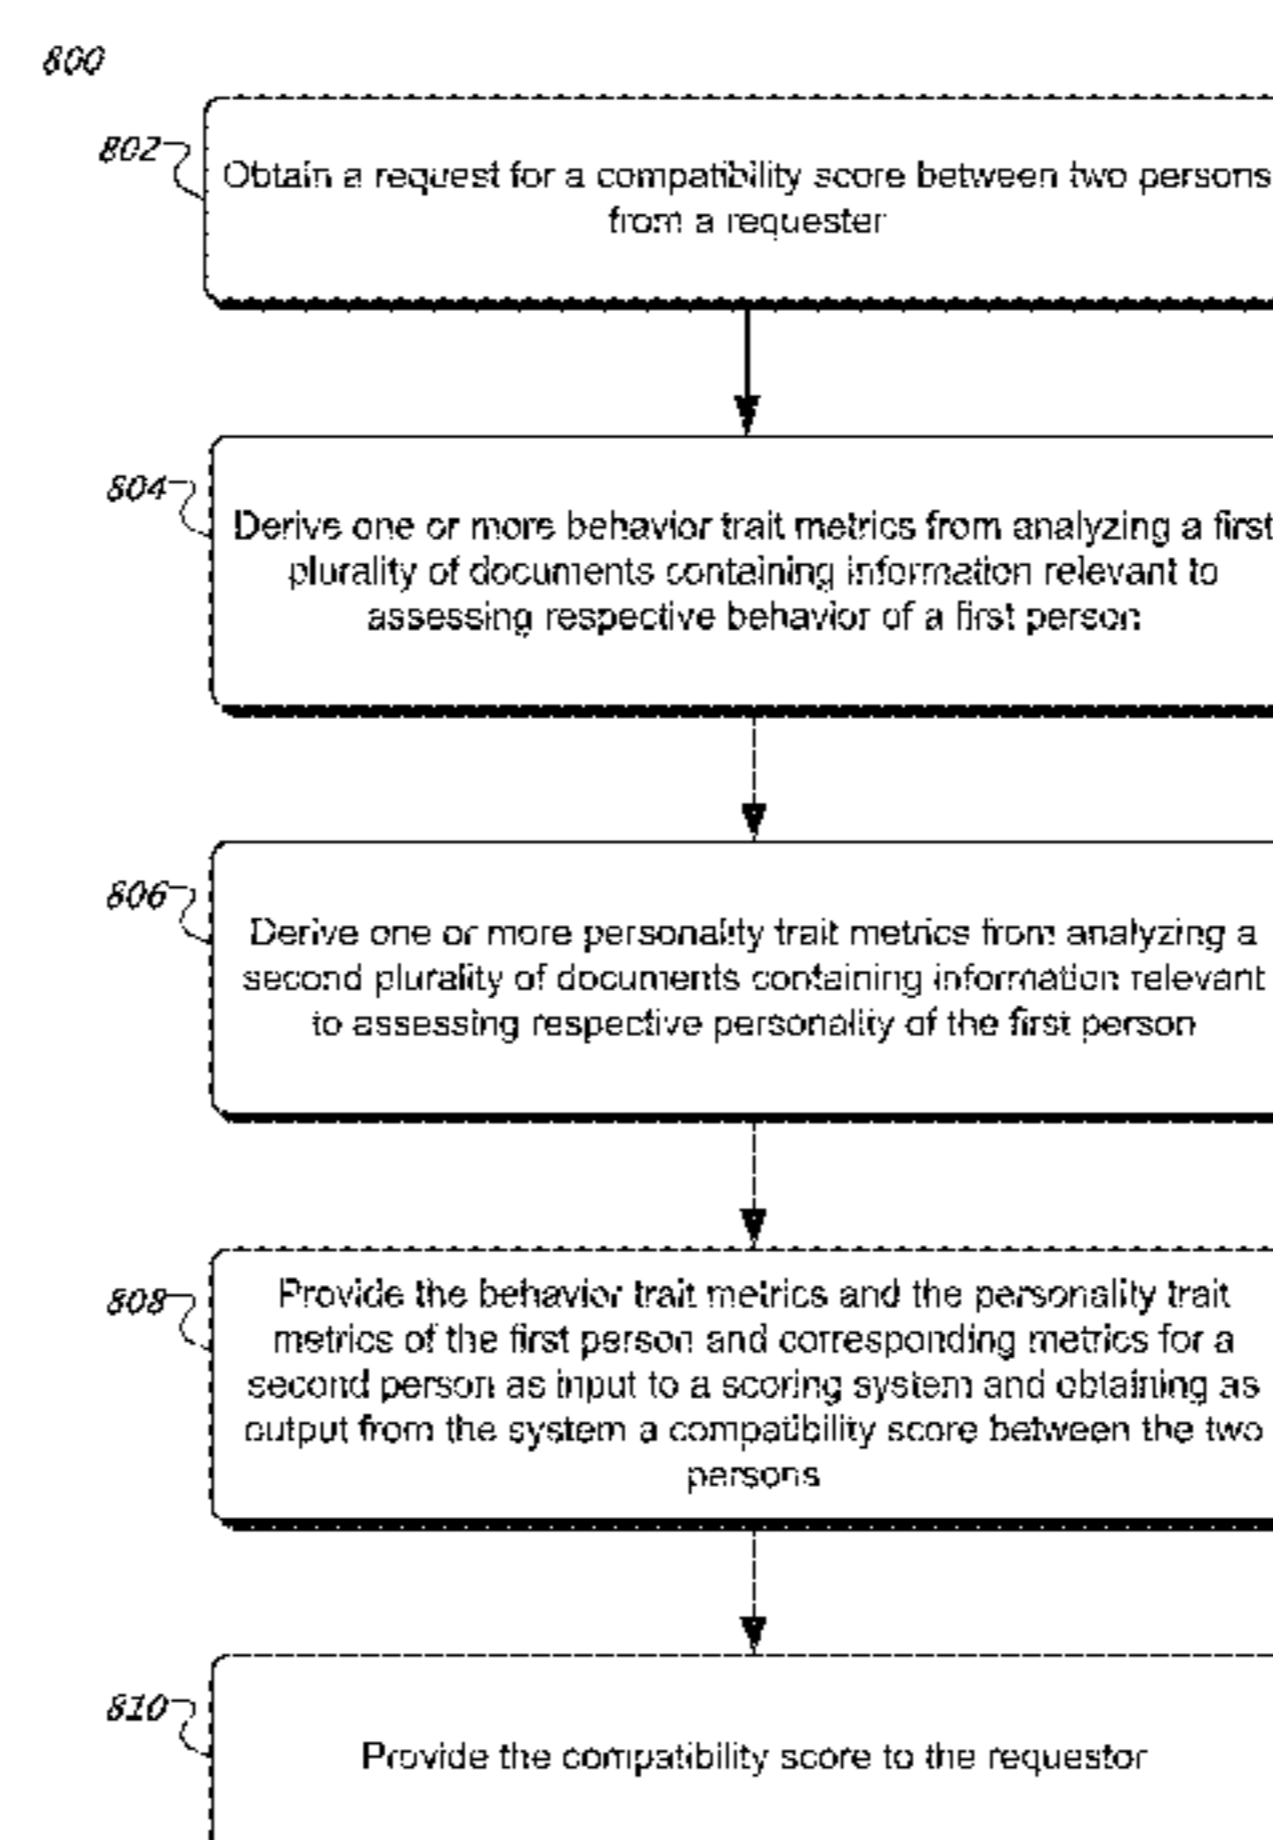 800
802
Obtain a request for a compatibility score between two persons
from a requester
804
Derive one or more behavior trait metrics from analyzing a first
plurality of documents containing information relevant to
assessing respective behavior of a first person
806
Derive one or more personality trait metrics from analyzing a
second plurality of documents containing information relevant
to assessing respective personality of the first person
808
Provide the behavior trait metrics and the personality trait
metrics of the first person and corresponding metrics for a
second person as input to a scoring system and obtaining as
output from the system a compatibility score between the two
persons
810
Provide the compatibility score to the requestor